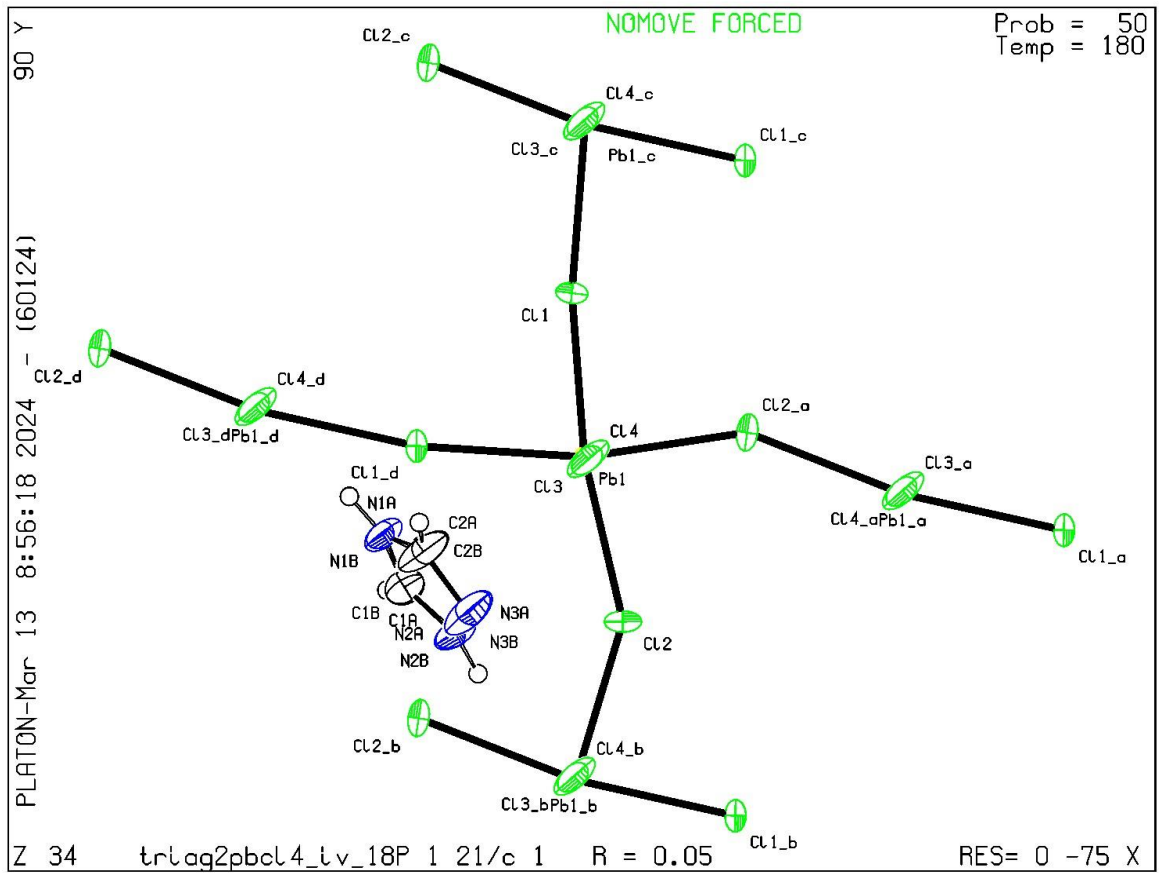 NOMOVE FORCED
Prob = 50
Temp = 180
90 Y
PLATON-Mar 13 8:56:18 2024 - (60124)
Cl2_c
Cl4_c
Cl3_c
Pb1_c
Cl1_c
Cl1
Cl2_d
Cl4_d
Cl3_dPb1_d
Cl1_d
Cl4
Cl3
Pb1
Cl2_a
Cl3_a
Cl4_aPb1_a
Cl1_a
N1A
N1B
C2A
C2B
C1B
C1A
N3A
N2A
N3B
N2B
Cl2
Cl2_b
Cl4_b
Cl3_bPb1_b
Cl1_b
Z 34 triag2pbcl4_iv_18P 1 21/c 1 R = 0.05 RES= 0 -75 X